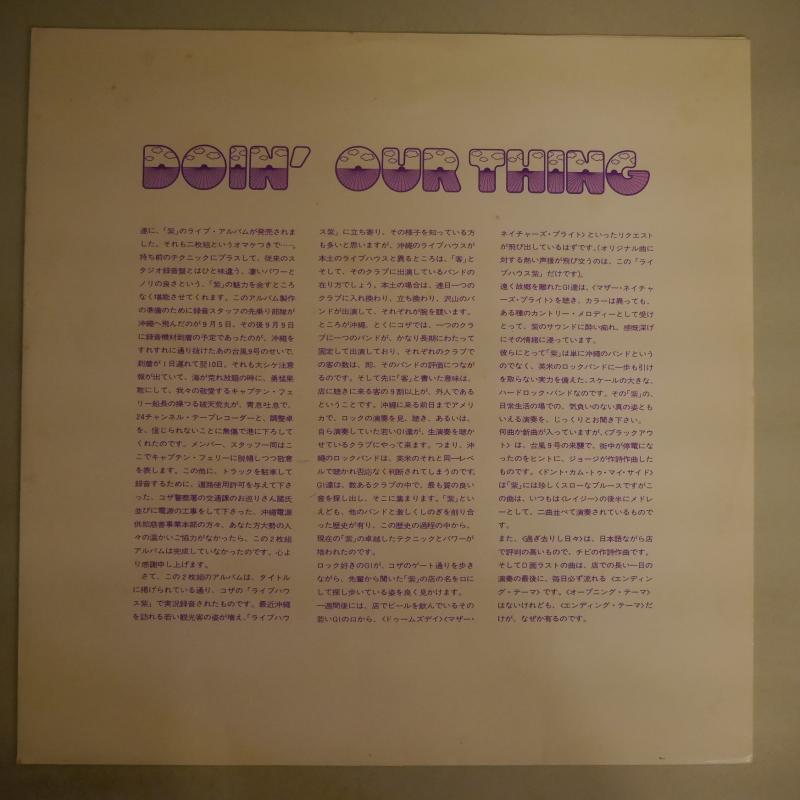 DOIN' OUR THING
遂に、「紫」のライブ・アルバムが発売されま
した。それも二枚組というオマケつきで……。
持ち前のテクニックにプラスして、従来のス
タジオ録音盤とはひと味違う、凄いパワーと
ノリの良さという、「紫」の魅力を余すところ
なく堪能させてくれます。このアルバム製作
の準備のために録音スタッフの先乗り部隊が
沖縄へ飛んだのが9月5日。その後9月9日
に録音機材到着の予定であったのが、沖縄を
すれすれに通り抜けたあの台風9号のせいで、
到着が1日遅れて翌10日。それも大シケ注意
報が出ていて、海が荒れ放題の時に、勇猛果
敢にして、我々の敬愛するキャプテン・フェ
リー船長の操つる破天荒丸が、青息吐息で、
24チャンネル・テープレコーダーと、調整卓
を、信じられないことに無傷で港に下ろして
くれたのです。メンバー、スタッフ一同はこ
こでキャプテン・フェリーに脱帽しつつ敬意
を表します。この他に、トラックを駐車して
録音するために、道路使用許可を与えて下さ
った、コザ警察署の交通課のお巡りさん諸氏
並びに電源の工事をして下さった、沖縄電源
供給慈善事業本部の方々、あなた方大勢の人
々の温かいご協力がなかったら、この2枚組
アルバムは完成していなかったのです。心よ
り感謝申し上げます。
さて、この2枚組のアルバムは、タイトル
に掲げられている通り、コザの「ライブハウ
ス紫」で実況録音されたものです。最近沖縄
を訪れる若い観光客の姿が増え、「ライブハウ
ス紫」に立ち寄り、その様子を知っている方
も多いと思いますが、沖縄のライブハウスが
本土のライブハウスと異るところは、「客」と
そして、そのクラブに出演しているバンドの
在り方でしょう。本土の場合は、連日一つの
クラブに入れ換わり、立ち換わり、沢山のバ
ンドが出演して、それぞれが腕を競います。
ところが沖縄、とくにコザでは、一つのクラ
ブに一つのバンドが、かなり長期にわたって
固定して出演しており、それぞれのクラブで
の客の数は、即、そのバンドの評価につなが
るのです。そして先に「客」と書いた意味は、
店に聴きに来る客の9割以上が、外人である
ということです。沖縄に来る前日までアメリ
カで、ロックの演奏を見、聴き、あるいは、
自ら演奏していた若いGI達が、生演奏を聴か
せているクラブにやって来ます。つまり、沖
縄のロックバンドは、英米のそれと同一レベ
ルで聴かれ否応なく判断されてしまうのです。
GI達は、数あるクラブの中で、最も質の良い
音を探し出し、そこに集まります。「紫」とい
えども、他のバンドと激しくしのぎを削り合
った歴史が有り、この歴史の過程の中から、
現在の「紫」の卓越したテクニックとパワーが
培われたのです。
ロック好きのGIが、コザのゲート通りを歩き
ながら、先輩から聞いた「紫」の店の名を口に
して探し歩いている姿を良く見かけます。
一週間後には、店でビールを飲んでいるその
若いGIの口から、〈ドゥームズデイ〉〈マザー・
ネイチャーズ・プライト〉といったリクエスト
が飛び出しているはずです。(オリジナル曲に
対する熱い声援が飛び交うのは、この「ライ
ブハウス紫」だけです)。
遠く故郷を離れたGI達は、〈マザー・ネイチャ
ーズ・プライト〉を聴き、カラーは異っても、
ある種のカントリー・メロディーとして受け
とって、紫のサウンドに酔い痴れ、感慨深げ
にその情緒に浸っています。
彼らにとって「紫」は単に沖縄のバンドという
のでなく、英米のロックバンドに一歩も引け
を取らない実力を備えた、スケールの大きな、
ハードロック・バンドなのです。その「紫」の、
日常生活の場での、気負いのない真の姿とも
いえる演奏を、じっくりとお聞き下さい。
何曲か新曲が入っていますが、〈ブラックアウ
ト〉は、台風9号の来襲で、街中が停電にな
ったのをヒントに、ジョージが作詩作曲した
ものです。〈ドント・カム・トゥ・マイ・サイド〉
は「紫」には珍しくスローなブルースですがこ
の曲は、いつもは〈レイジー〉の後半にメドレ
ーとして、二曲並べて演奏されているもので
す。
また、〈過ぎ去りし日々〉は、日本語ながら店
で評判の高いもので、チビの作詩作曲です。
そしてD面ラストの曲は、店での長い一日の
演奏の最後に、毎日必ず流れる〈エンディン
グ・テーマ〉です。〈オープニング・テーマ〉
はないけれども、〈エンディング・テーマ〉だ
けが、なぜか有るのです。